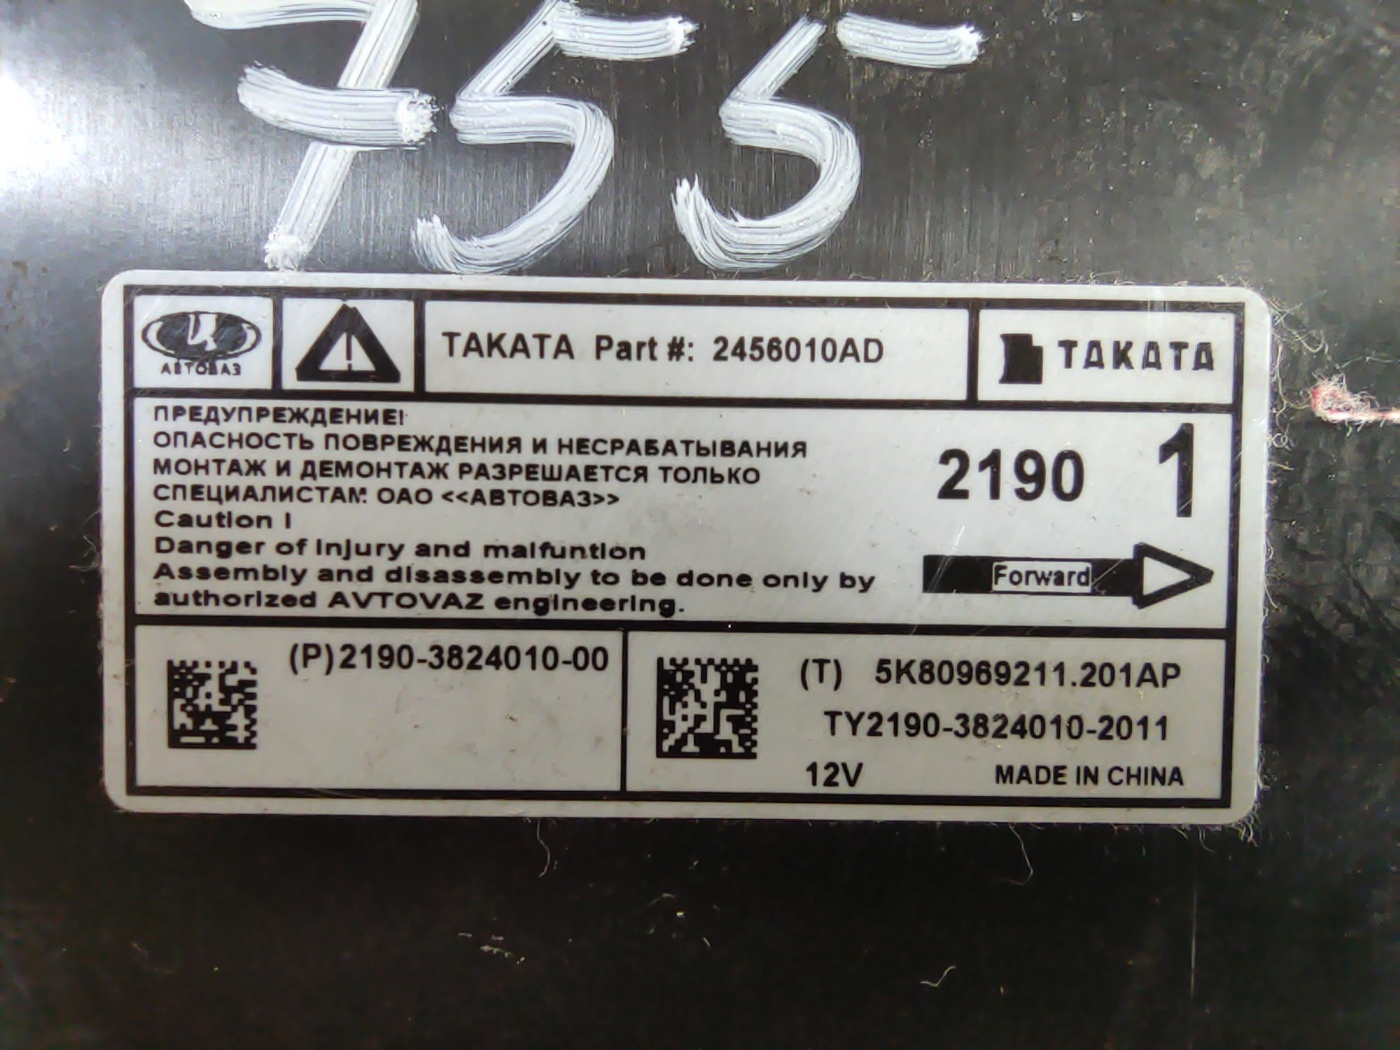 755
АВТОВАЗ
TAKATA Part #: 2456010AD
TAKATA
ПРЕДУПРЕЖДЕНИЕ!
ОПАСНОСТЬ ПОВРЕЖДЕНИЯ И НЕСРАБАТЫВАНИЯ
МОНТАЖ И ДЕМОНТАЖ РАЗРЕШАЕТСЯ ТОЛЬКО
СПЕЦИАЛИСТАМ ОАО <<АВТОВАЗ>>
Caution !
Danger of injury and malfuntion
Assembly and disassembly to be done only by
authorized AVTOVAZ engineering.
2190 1
Forward
(P)2190-3824010-00
(T) 5K80969211.201AP
TY2190-3824010-2011
12V MADE IN CHINA